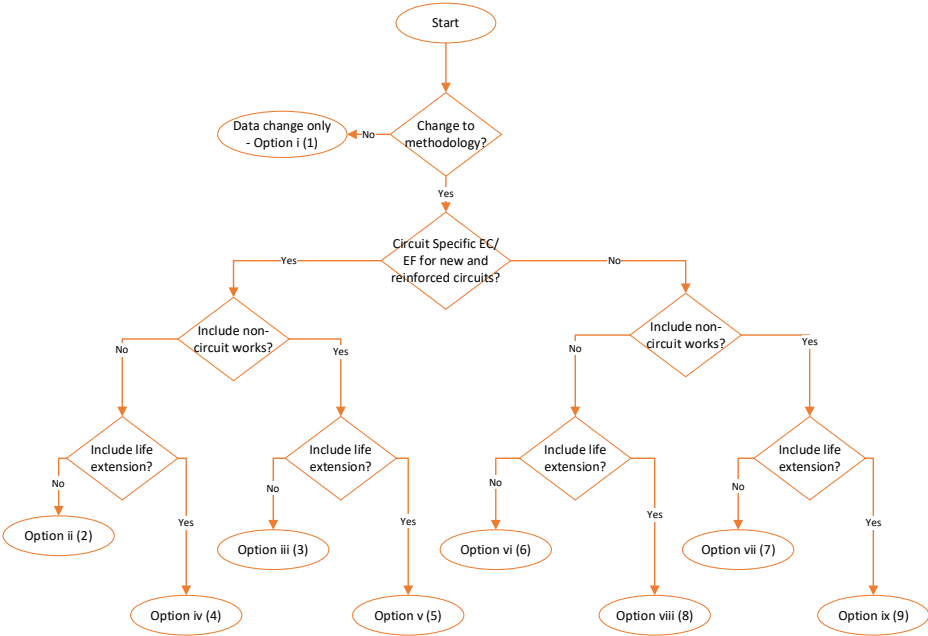 Start
Change to
methodology?
No
Data change only
- Option i (1)
Yes
Circuit Specific EC/
EF for new and
reinforced circuits?
Yes
No
Include non-
circuit works?
Include non-
circuit works?
No
Yes
No
Yes
Include life
extension?
Include life
extension?
Include life
extension?
Include life
extension?
No
Yes
No
Yes
No
Yes
No
Yes
Option ii (2)
Option iii (3)
Option vi (6)
Option vii (7)
Option iv (4)
Option v (5)
Option viii (8)
Option ix (9)